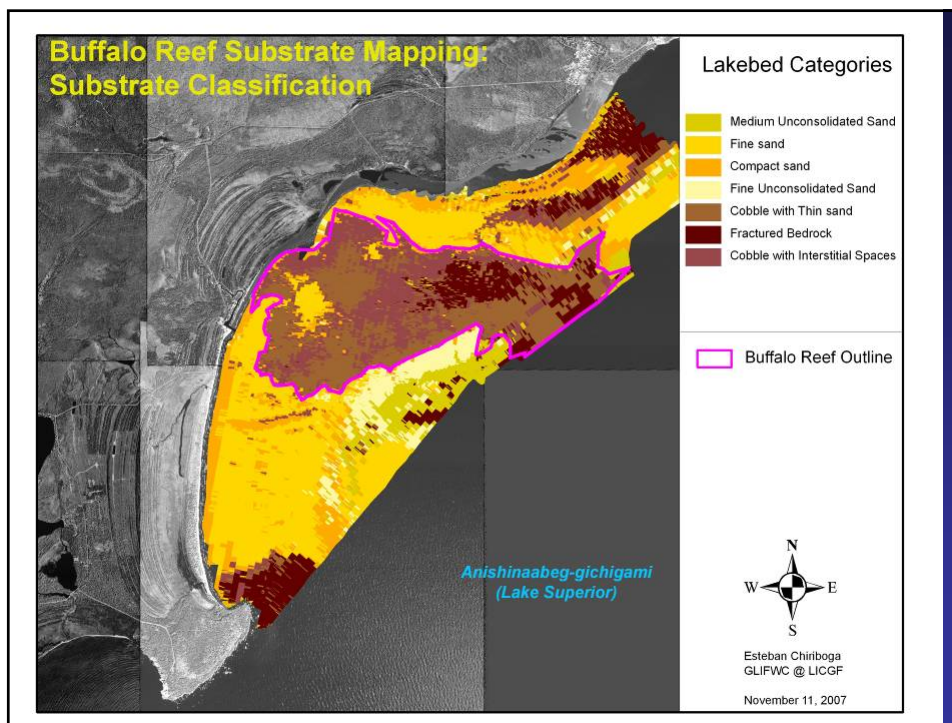 Buffalo Reef Substrate Mapping:
Substrate Classification
Lakebed Categories
Medium Unconsolidated Sand
Fine sand
Compact sand
Fine Unconsolidated Sand
Cobble with Thin sand
Fractured Bedrock
Cobble with Interstitial Spaces
Buffalo Reef Outline
Anishinaabeg-gichigami
(Lake Superior)
N
W E
S
Esteban Chiriboga
GLIFWC @ LICGF
November 11, 2007